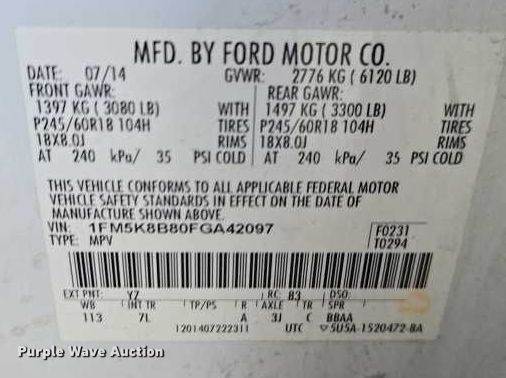 MFD. BY FORD MOTOR CO.
DATE: 07/14 GVWR: 2776 KG ( 6120 LB)
FRONT GAWR: REAR GAWR:
1397 KG ( 3080 LB) WITH 1497 KG ( 3300 LB) WITH
P245/60R18 104H TIRES P245/60R18 104H TIRES
18X8.0J RIMS 18X8.0J RIMS
AT 240 kPa/ 35 PSI COLD AT 240 kPa/ 35 PSI COLD
THIS VEHICLE CONFORMS TO ALL APPLICABLE FEDERAL MOTOR
VEHICLE SAFETY STANDARDS IN EFFECT ON THE DATE OF
MANUFACTURE SHOWN ABOVE.
VIN: 1FM5K8B80FGA42097 F0231
TYPE: MPV T0294
EXT PNT: YZ RC: 83 DSO:
WB INT TR TP/PS R AXLE TR SPR
113 7L A 3J C BBAA
1201407222311 UTC 5U5A-1520472-BA
Purple Wave Auction